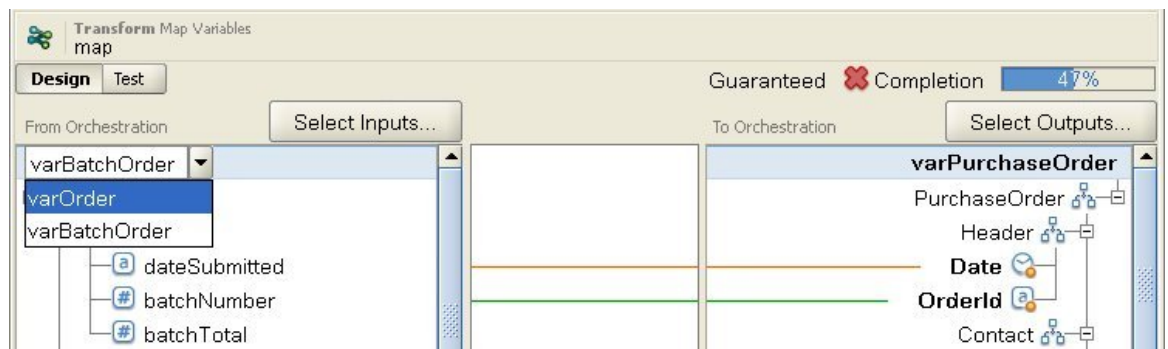 Transform Map Variables
map
Design Test
Guaranteed Completion 47%
From Orchestration Select Inputs... To Orchestration Select Outputs...
varBatchOrder varPurchaseOrder
varOrder PurchaseOrder
varBatchOrder Header
a dateSubmitted Date
# batchNumber OrderId a
# batchTotal Contact